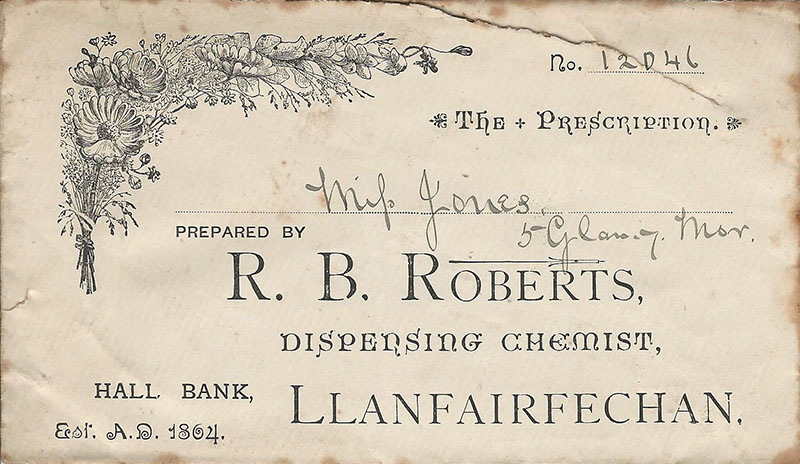 No. 12046
The + Prescription.
Miss Jones,
5 Glan-y-Mor.
PREPARED BY
R. B. ROBERTS,
DISPENSING CHEMIST,
HALL BANK,
LLANFAIRFECHAN.
Est. A.D. 1864.